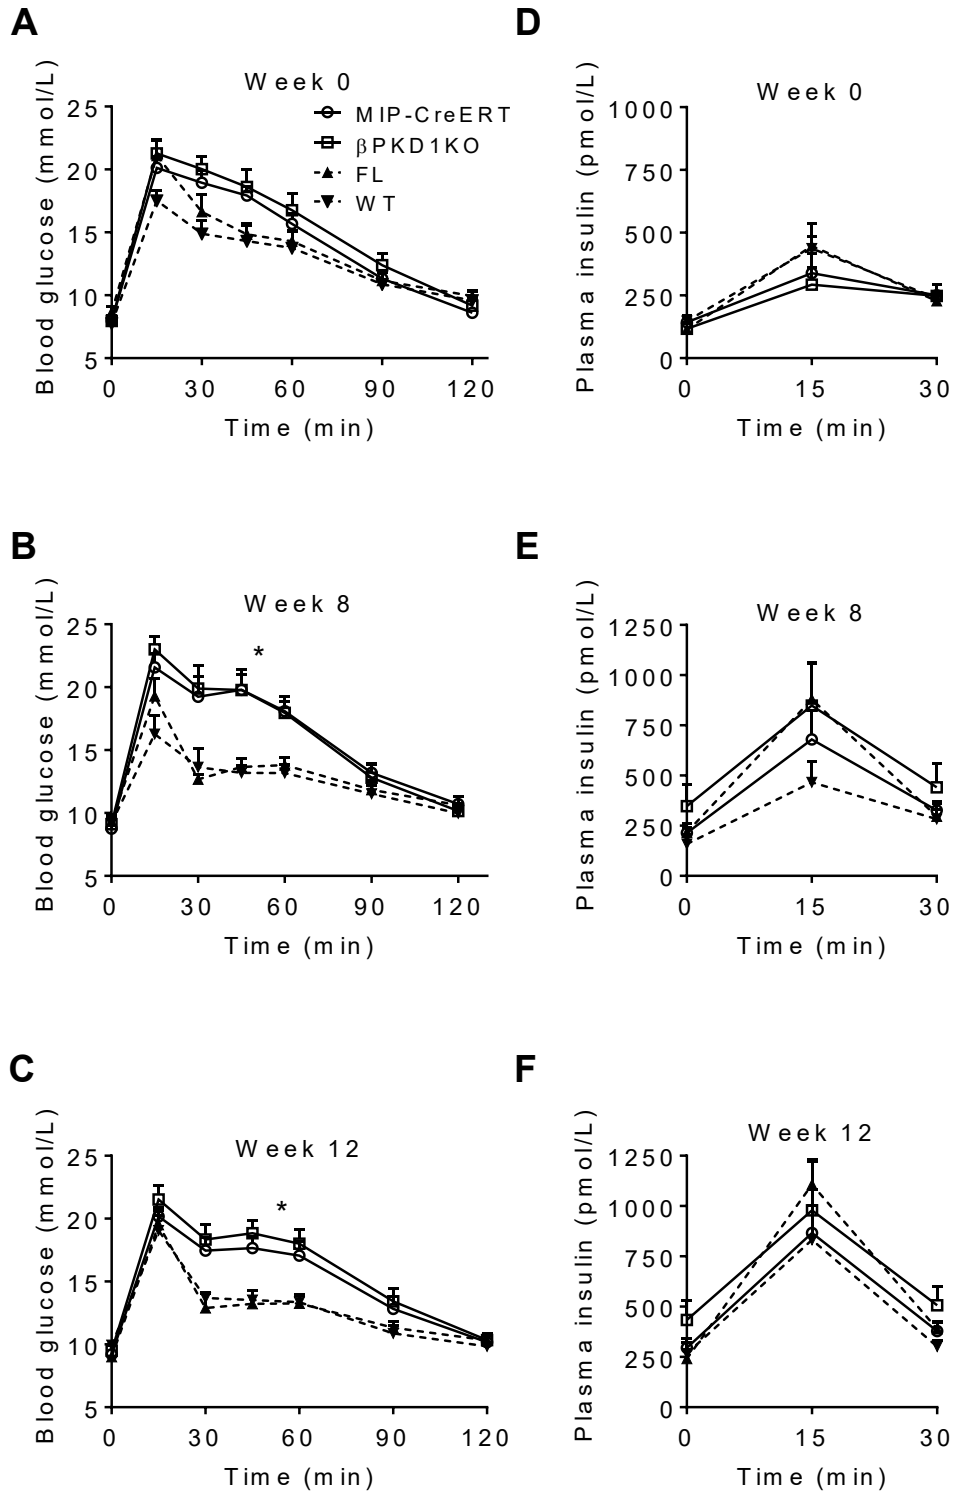 A
Week 0
Blood glucose (mmol/L)
25
20
15
10
5
MIP-CreERT
βPKD1KO
FL
WT
0 30 60 90 120
Time (min)
D
Week 0
Plasma insulin (pmol/L)
1000
750
500
250
0
0 15 30
Time (min)
B
Week 8
Blood glucose (mmol/L)
25
20
15
10
5
*
0 30 60 90 120
Time (min)
E
Week 8
Plasma insulin (pmol/L)
1250
1000
750
500
250
0
0 15 30
Time (min)
C
Week 12
Blood glucose (mmol/L)
25
20
15
10
5
*
0 30 60 90 120
Time (min)
F
Week 12
Plasma insulin (pmol/L)
1250
1000
750
500
250
0
0 15 30
Time (min)